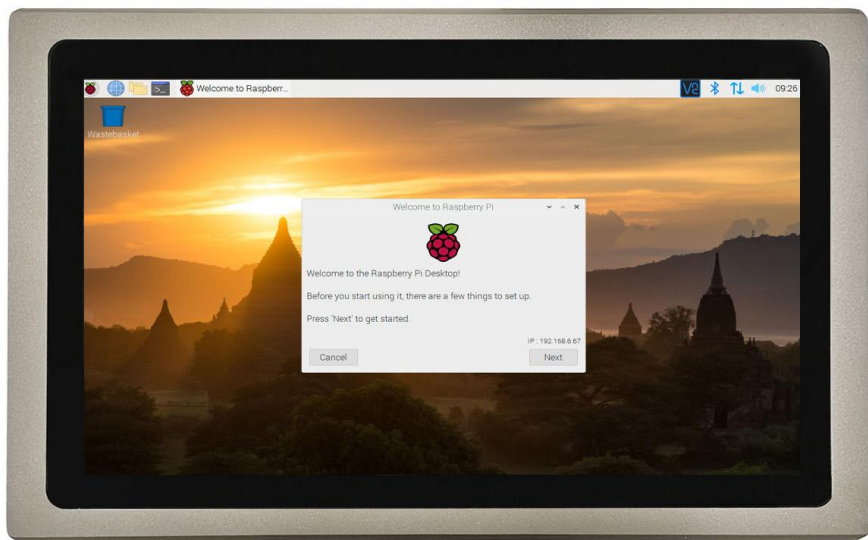 Welcome to Raspberr...
V2
09:26
Wastebasket
Welcome to Raspberry Pi
Welcome to the Raspberry Pi Desktop!
Before you start using it, there are a few things to set up.
Press 'Next' to get started.
IP : 192.168.6.67
Cancel
Next